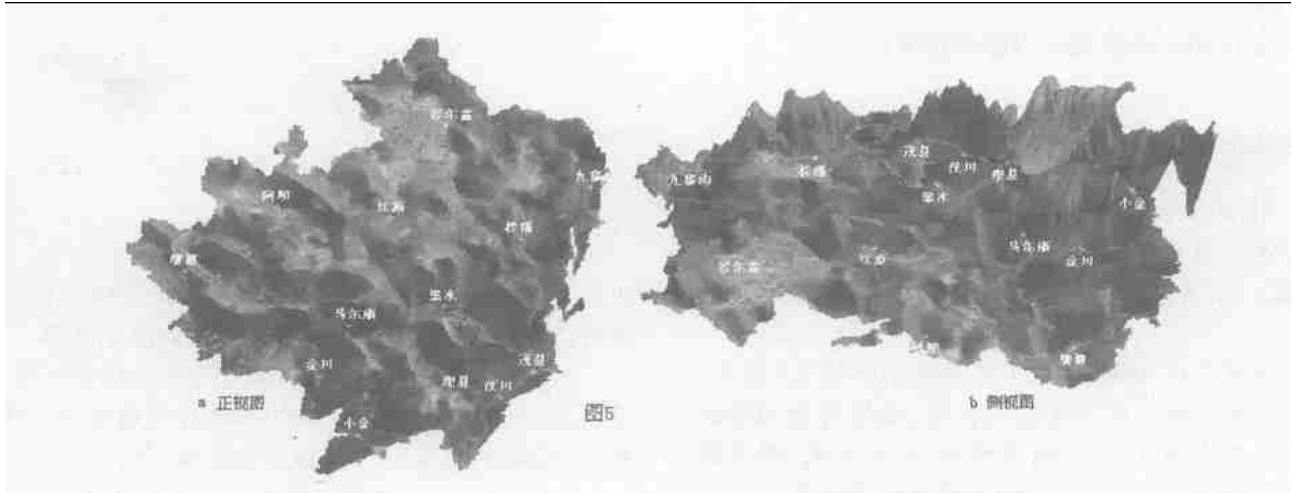 若尔盖
九寨
阿坝
红原
松潘
壤塘
黑水
马尔康
金川
茂县
理县
汶川
小金
a 正视图
图5
茂县
汶川
理县
九寨沟
松潘
黑水
小金
若尔盖
红原
马尔康
金川
阿坝
壤塘
b 侧视图